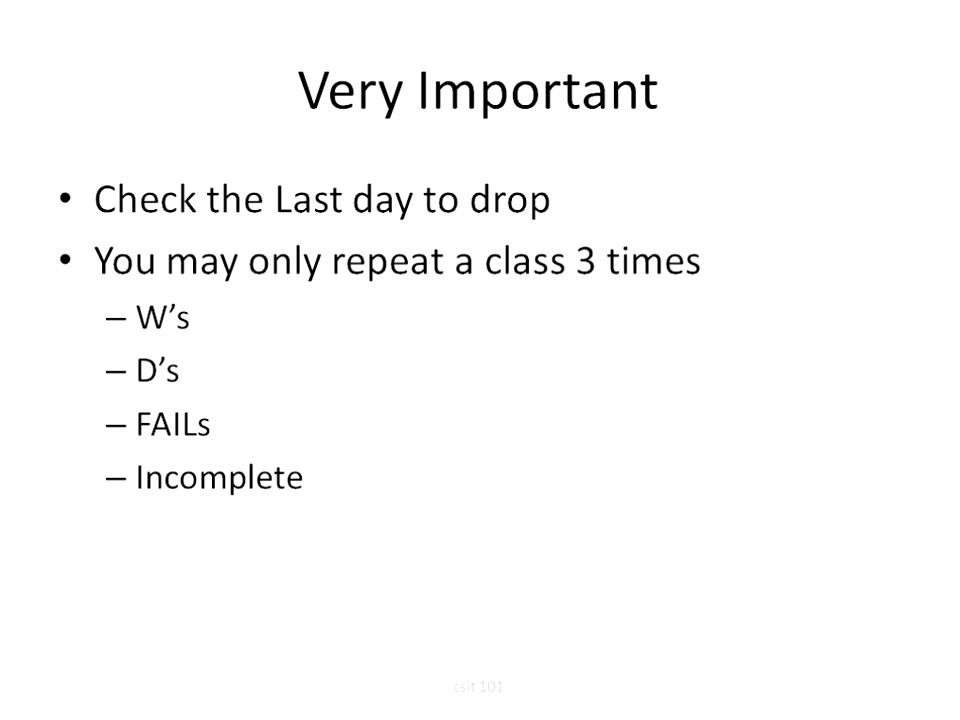 Very Important
• Check the Last day to drop
• You may only repeat a class 3 times
– W’s
– D’s
– FAILs
– Incomplete
csit 101